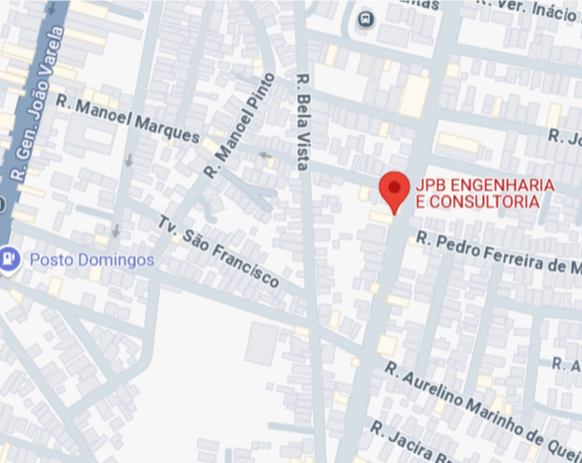 R. Ver. Inácio
R. Gen. João Varela
R. Manoel Marques
R. Manoel Pinto
R. Bela Vista
JPB ENGENHARIA
E CONSULTORIA
R. Pedro Ferreira de M
Tv. São Francisco
Posto Domingos
R. Aurelino Marinho de Quei
R. A
R. Jacira B